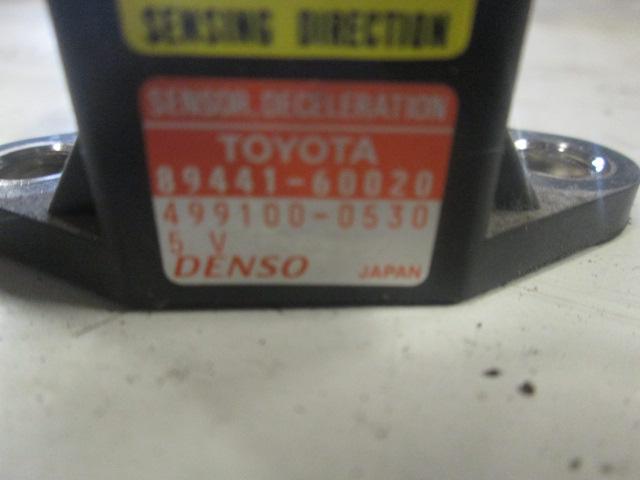 SENSING DIRECTION
SENSOR, DECELERATION
TOYOTA
89441-60020
499100-0530
5 V
DENSO JAPAN